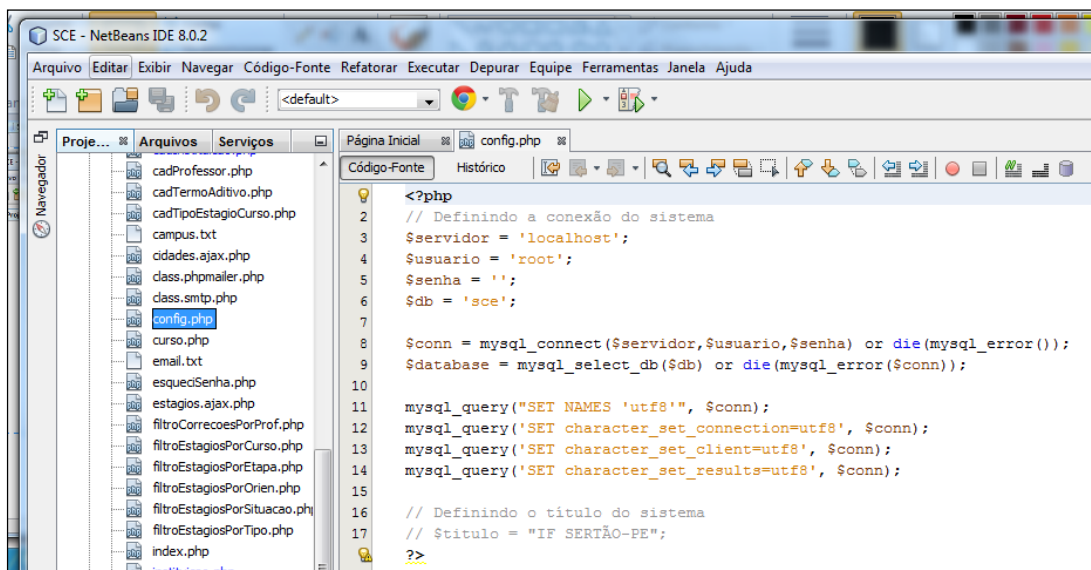 SCE - NetBeans IDE 8.0.2
Arquivo Editar Exibir Navegar Código-Fonte Refatorar Executar Depurar Equipe Ferramentas Janela Ajuda
<default>
Proje... Arquivos Serviços
Página Inicial config.php
Código-Fonte Histórico
Navegador
cadProfessor.php
cadTermoAditivo.php
cadTipoEstagioCurso.php
campus.txt
cidades.ajax.php
class.phpmailer.php
class.smtp.php
config.php
curso.php
email.txt
esqueciSenha.php
estagios.ajax.php
filtroCorrecoesPorProf.php
filtroEstagiosPorCurso.php
filtroEstagiosPorEtapa.php
filtroEstagiosPorOrien.php
filtroEstagiosPorSituacao.ph
filtroEstagiosPorTipo.php
index.php
<?php
2 // Definindo a conexão do sistema
3 $servidor = 'localhost';
4 $usuario = 'root';
5 $senha = '';
6 $db = 'sce';
7
8 $conn = mysql_connect($servidor,$usuario,$senha) or die(mysql_error());
9 $database = mysql_select_db($db) or die(mysql_error($conn));
10
11 mysql_query("SET NAMES 'utf8'", $conn);
12 mysql_query('SET character_set_connection=utf8', $conn);
13 mysql_query('SET character_set_client=utf8', $conn);
14 mysql_query('SET character_set_results=utf8', $conn);
15
16 // Definindo o título do sistema
17 // $titulo = "IF SERTÃO-PE";
?>